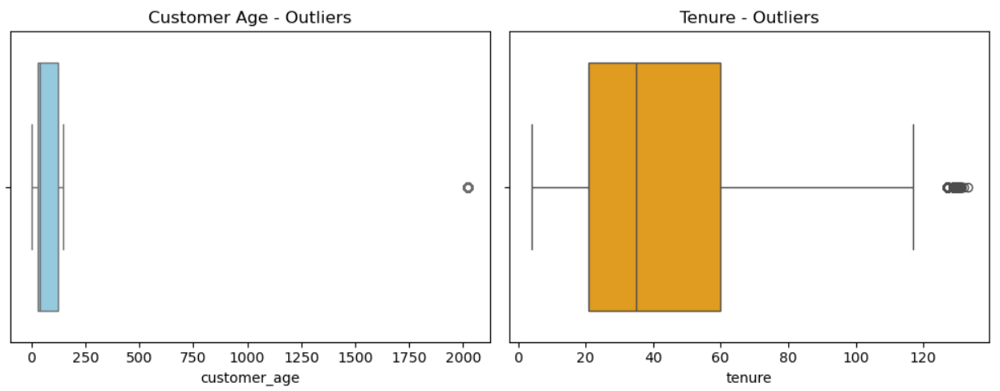 Customer Age - Outliers
Tenure - Outliers
0 250 500 750 1000 1250 1500 1750 2000
customer_age
0 20 40 60 80 100 120
tenure